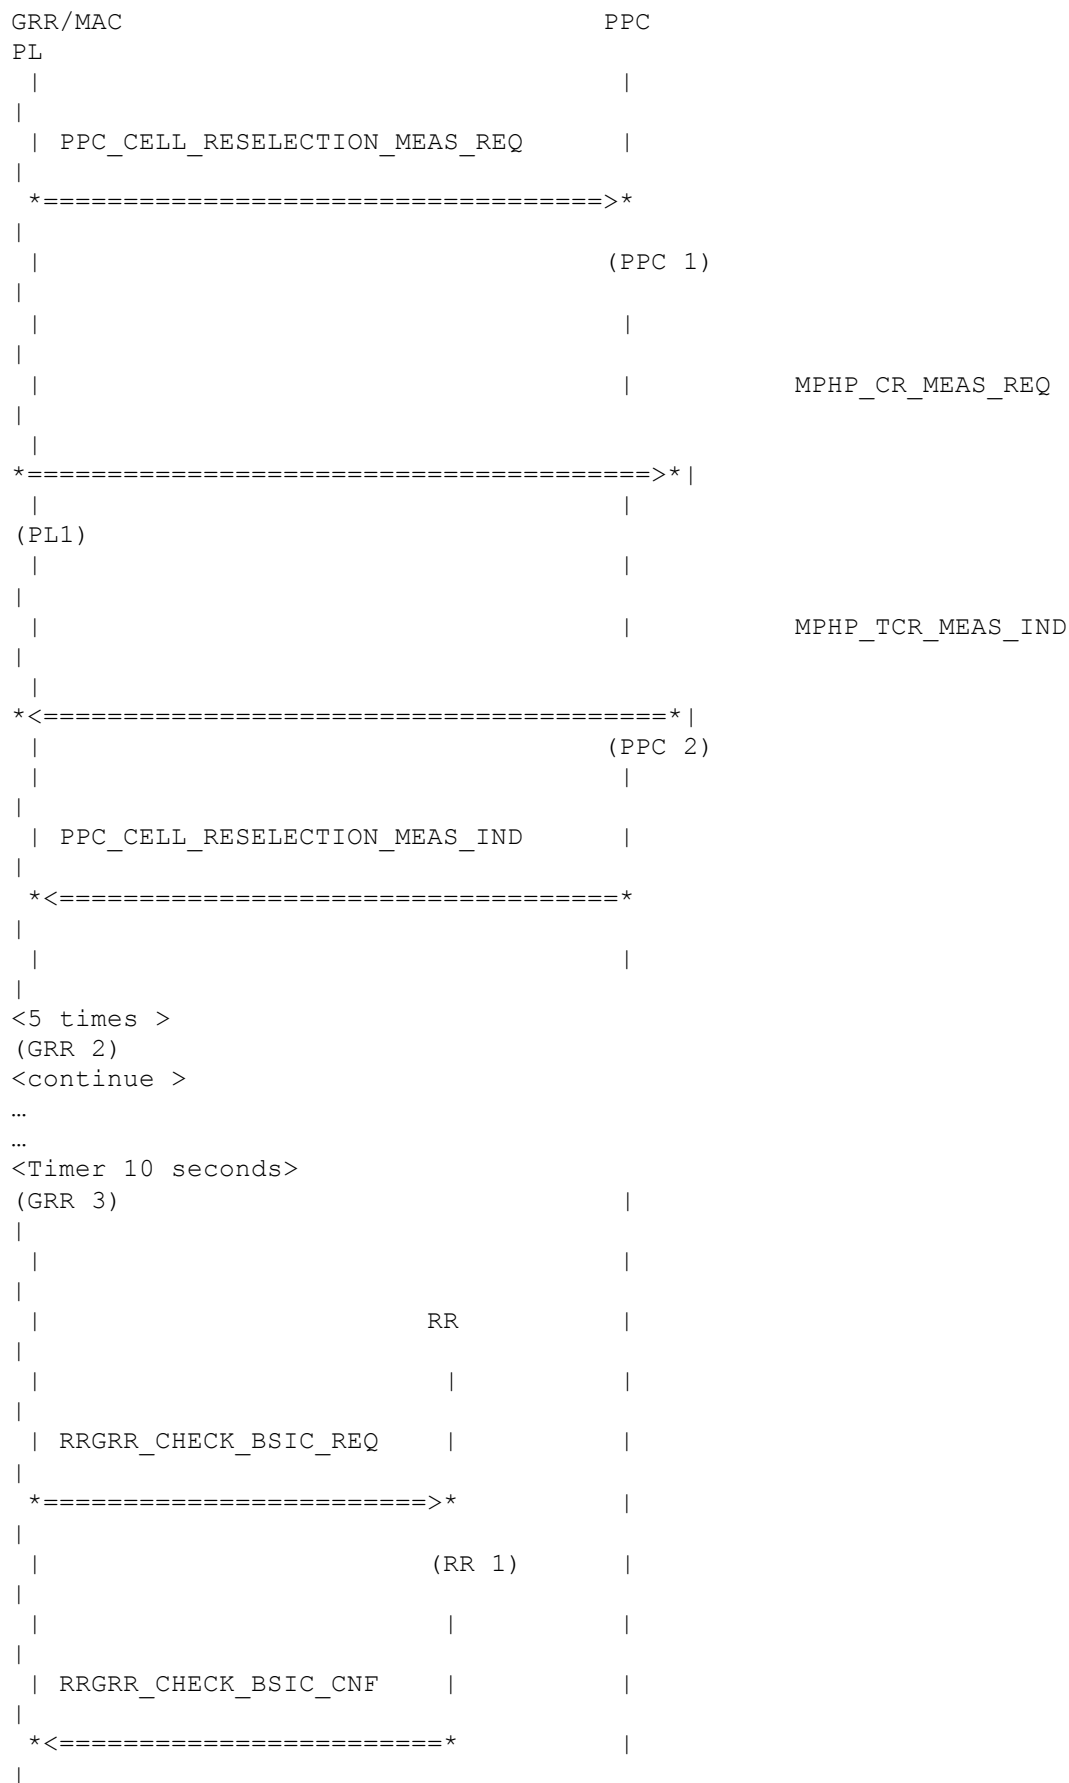 GRR/MAC                              PPC
PL
 |                                    |
|
 | PPC_CELL_RESELECTION_MEAS_REQ      |
|
 *===================================>*
|
 |                                   (PPC 1)
|
 |                                    |
|
 |                                    |          MPHP_CR_MEAS_REQ
|
 |
*=======================================>*|
 |                                    |
(PL1)
 |                                    |
|
 |                                    |          MPHP_TCR_MEAS_IND
|
 |
*<=======================================*|
 |                                   (PPC 2)
 |                                    |
|
 | PPC_CELL_RESELECTION_MEAS_IND      |
|
 *<===================================*
|
 |                                    |
|
<5 times >
(GRR 2)
<continue >
…
…
<Timer 10 seconds>
(GRR 3)                               |
|
 |                                    |
|
 |                        RR          |
|
 |                         |          |
|
 | RRGRR_CHECK_BSIC_REQ    |          |
|
 *========================>*          |
|
 |                        (RR 1)      |
|
 |                         |          |
|
 | RRGRR_CHECK_BSIC_CNF    |          |
|
 *<========================*          |
|